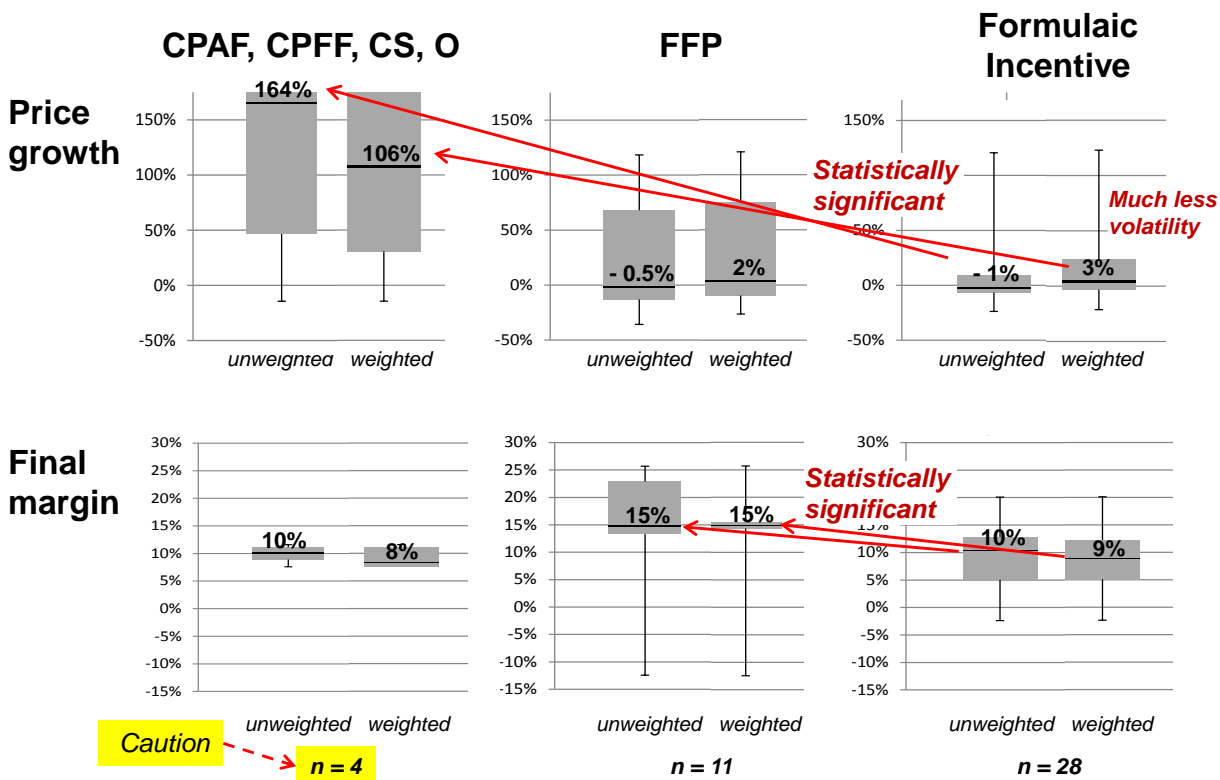 CPAF, CPFF, CS, O
FFP
Formulaic
Incentive
Price
growth
150%
100%
50%
0%
-50%
164%
106%
unweighted
weighted
150%
100%
50%
0%
-50%
- 0.5%
2%
unweighted
weighted
Statistically
significant
150%
100%
50%
0%
-50%
- 1%
3%
Much less
volatility
unweighted
weighted
Final
margin
30%
25%
20%
15%
10%
5%
0%
-5%
-10%
-15%
10%
8%
unweighted
weighted
30%
25%
20%
15%
10%
5%
0%
-5%
-10%
-15%
15%
15%
unweighted
weighted
Statistically
significant
30%
25%
20%
15%
10%
5%
0%
-5%
-10%
-15%
10%
9%
unweighted
weighted
Caution
n = 4
n = 11
n = 28